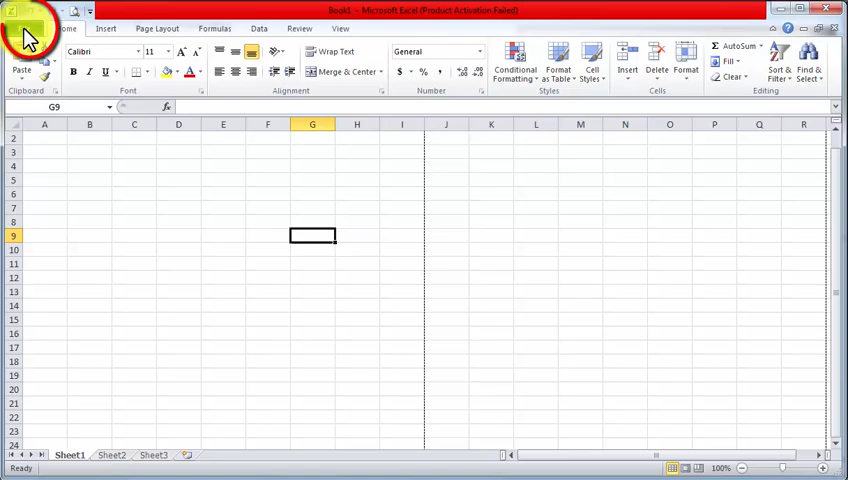 Book1 - Microsoft Excel (Product Activation Failed)
Insert Page Layout Formulas Data Review View
Calibri 11 Wrap Text General AutoSum
Paste B I U A Merge & Center $ % , Conditional Formatting Format as Table Cell Styles Insert Delete Format Fill Clear Sort & Filter Find & Select
Clipboard Font Alignment Number Styles Cells Editing
G9 fx
A B C D E F G H I J K L M N O P Q R
2
3
4
5
6
7
8
9
10
11
12
13
14
15
16
17
18
19
20
21
22
23
24
Sheet1 Sheet2 Sheet3
Ready 100%